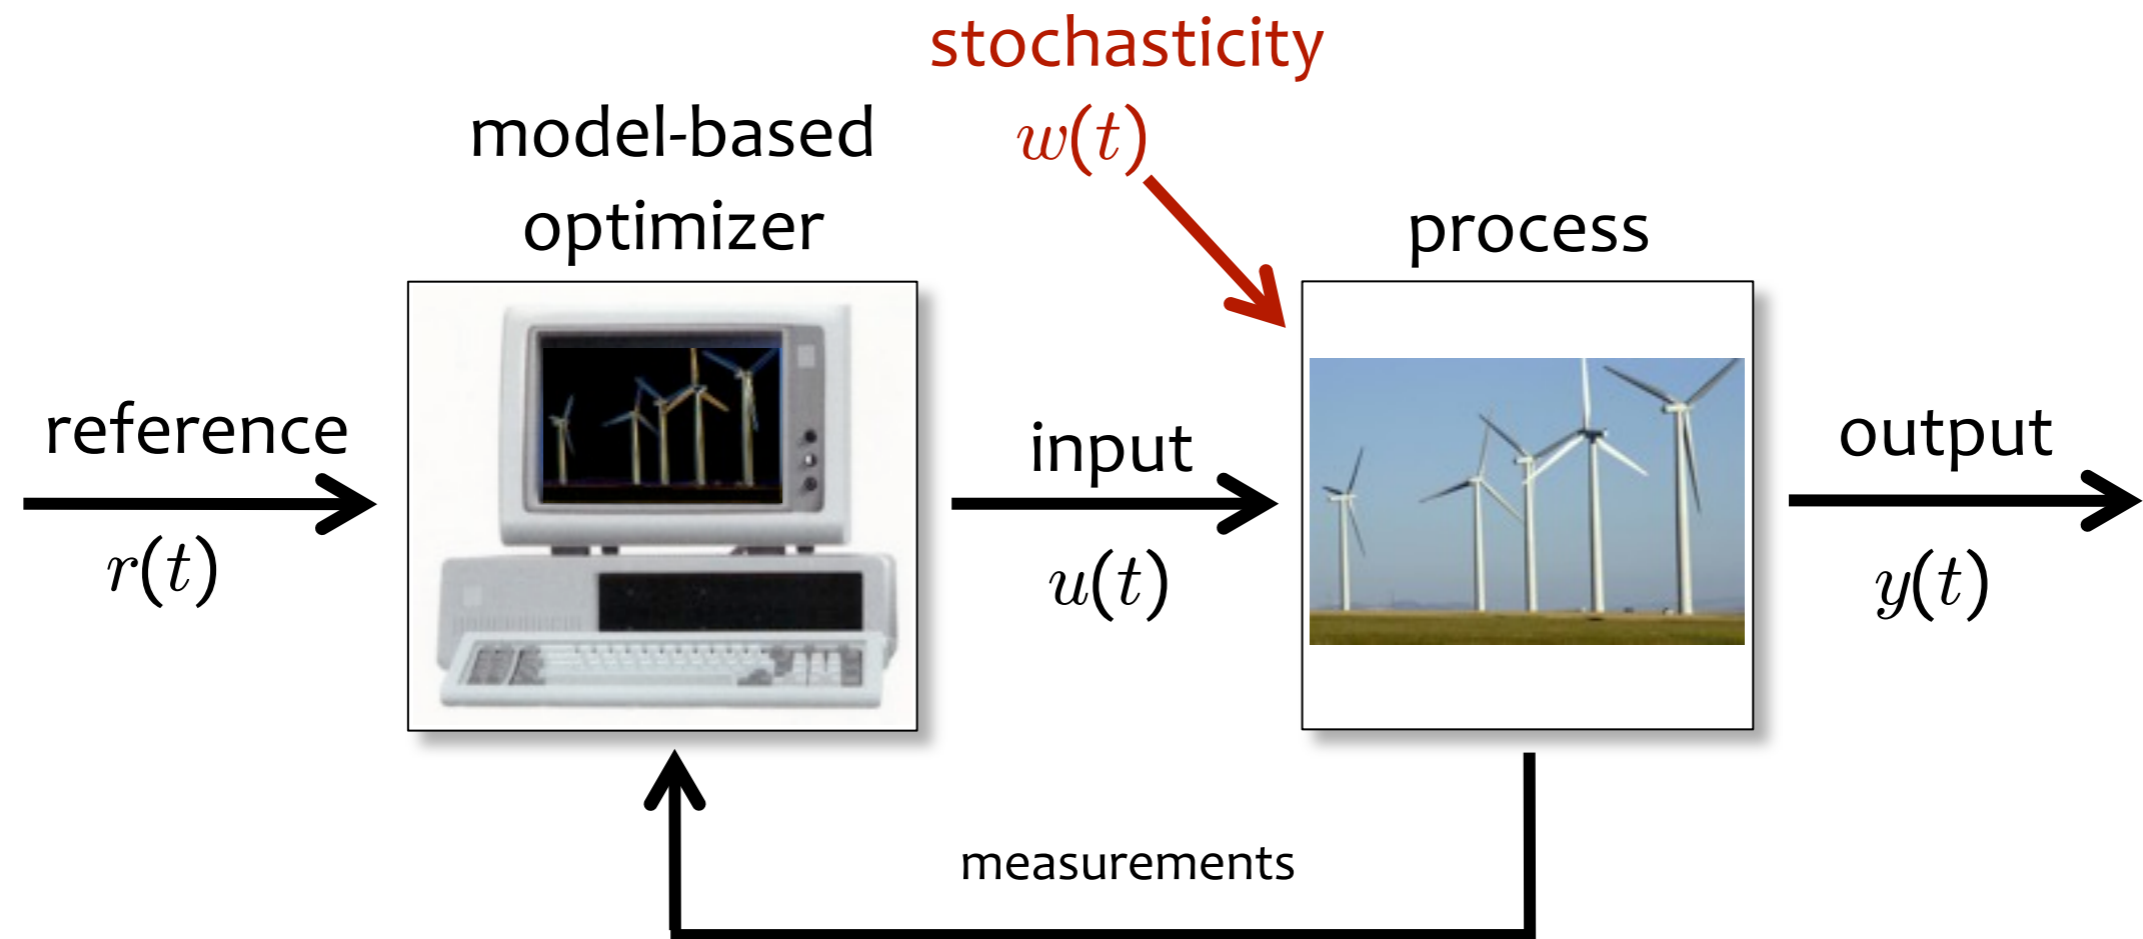 stochasticity
w(t)
model-based
optimizer
process
reference
r(t)
input
u(t)
output
y(t)
measurements